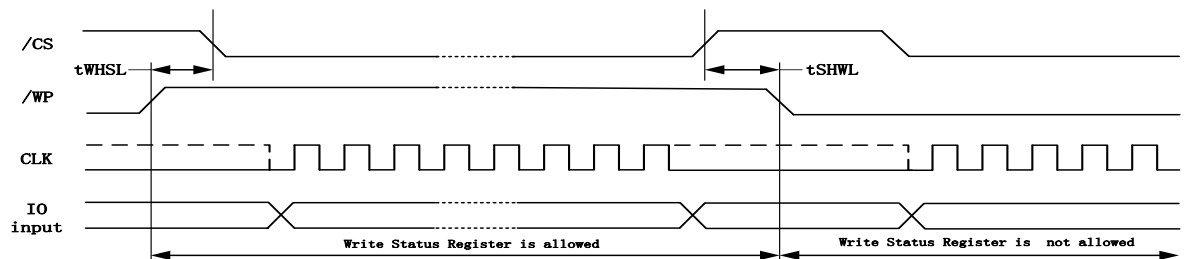 /CS
tWHSL
tSHWL
/WP
CLK
IO
input
Write Status Register is allowed
Write Status Register is not allowed